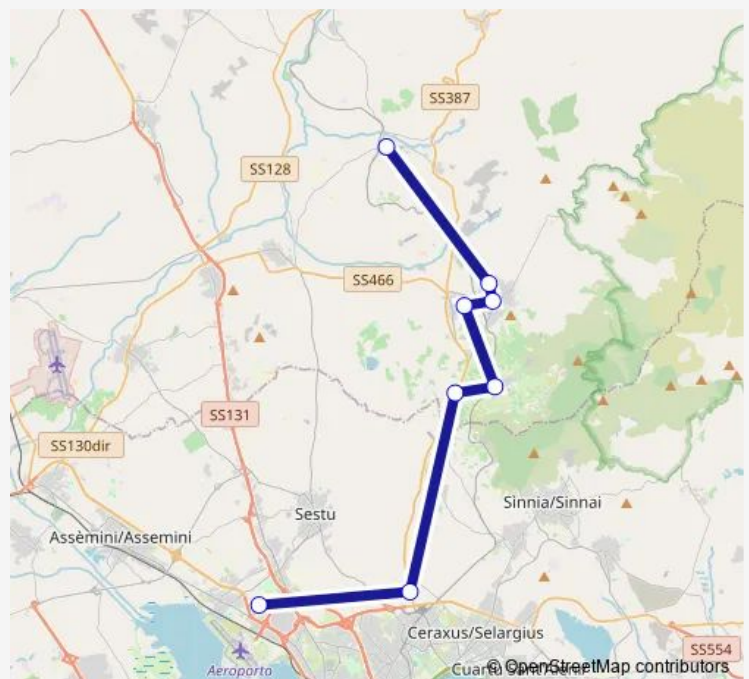 SS387
SS128
SS466
SS131
SS130dir
Sestu
Sinnia/Sinnai
Assèmini/Assemini
Ceraxus/Selargius
SS554
Aeroporto
© OpenStreetMap contributors